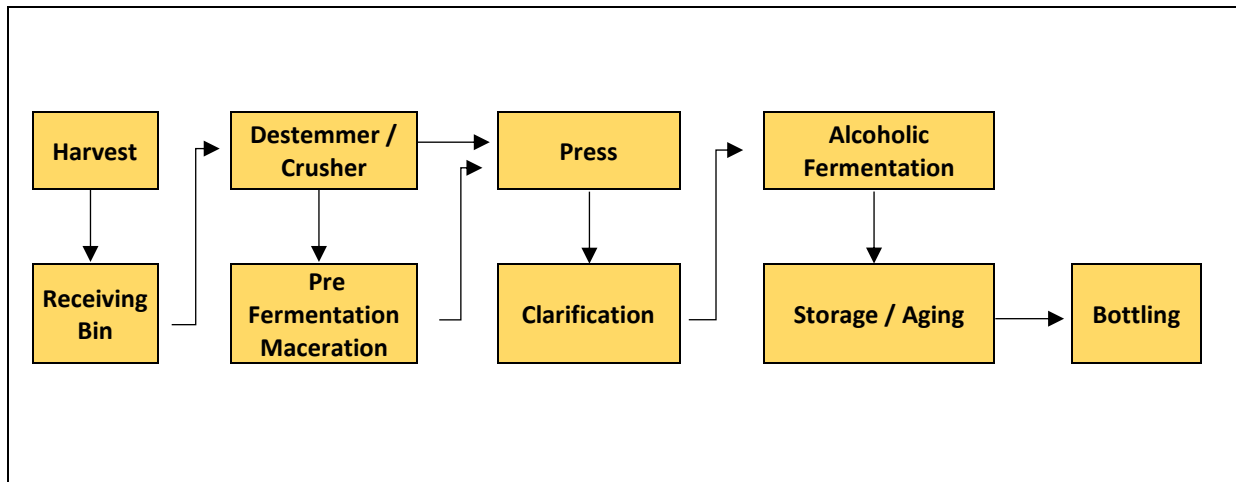 Harvest
Receiving
Bin
Destemmer /
Crusher
Pre
Fermentation
Maceration
Press
Clarification
Alcoholic
Fermentation
Storage / Aging
Bottling